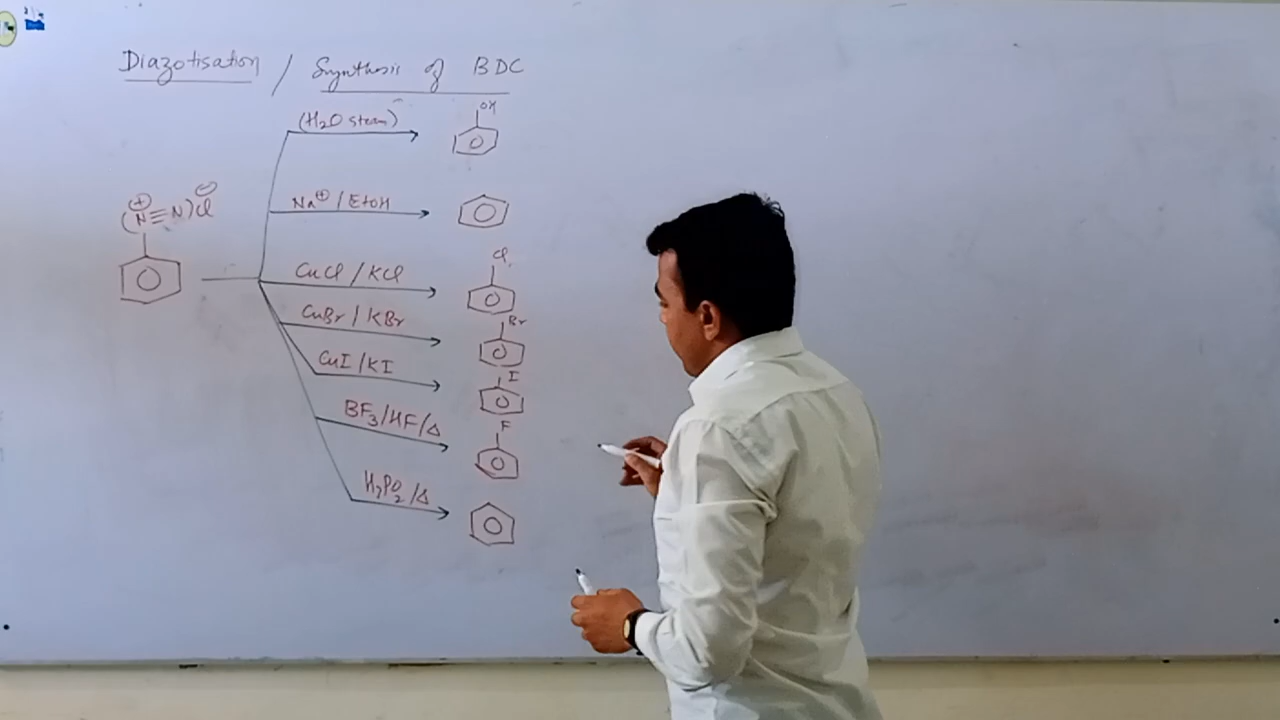 Diazotisation / Synthesis of BDC
(H2O steam)
OH
(N≡N)Cl
⊕
⊖
Na⊕ / EtOH
CuCl / KCl
Cl
CuBr / KBr
Br
CuI / KI
I
BF3/HF/Δ
F
H3PO2/Δ